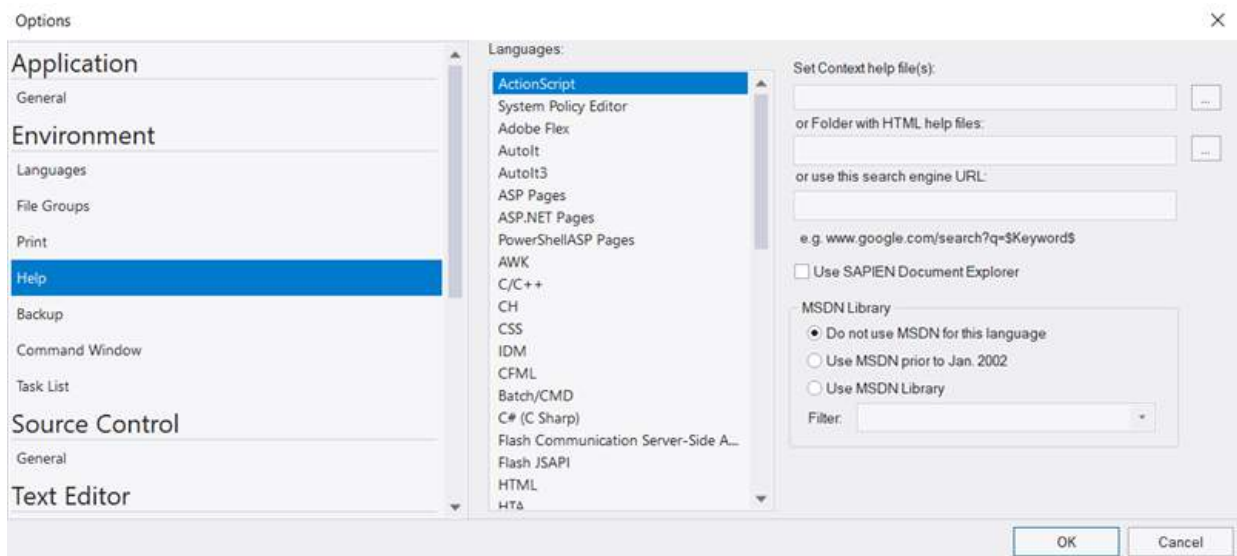 Options
Application
General
Environment
Languages
File Groups
Print
Help
Backup
Command Window
Task List
Source Control
General
Text Editor
Languages:
ActionScript
System Policy Editor
Adobe Flex
AutoIt
AutoIt3
ASP Pages
ASP.NET Pages
PowerShellASP Pages
AWK
C/C++
CH
CSS
IDM
CFML
Batch/CMD
C# (C Sharp)
Flash Communication Server-Side A...
Flash JSAPI
HTML
HTA
Set Context help file(s):
...
or Folder with HTML help files:
...
or use this search engine URL:
e.g. www.google.com/search?q=$Keyword$
Use SAPIEN Document Explorer
MSDN Library
Do not use MSDN for this language
Use MSDN prior to Jan. 2002
Use MSDN Library
Filter:
OK
Cancel